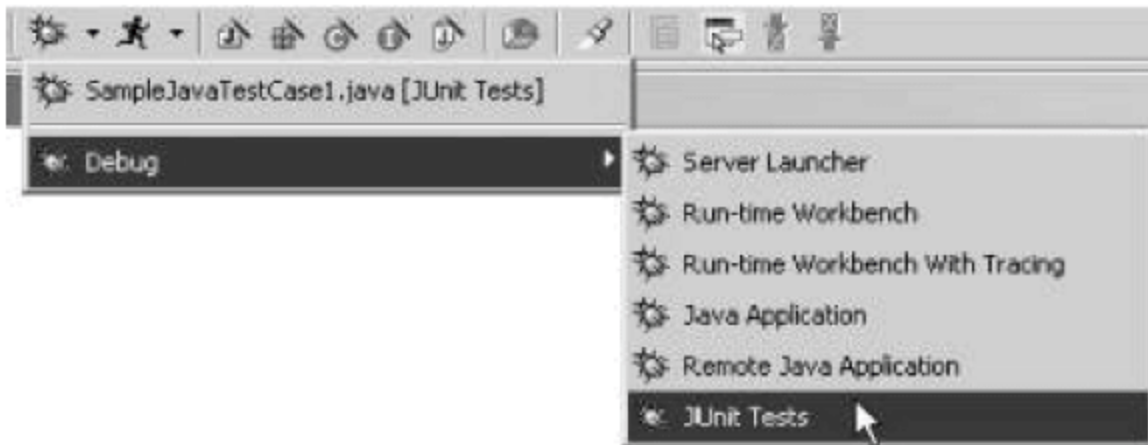 SampleJavaTestCase1.java [JUnit Tests]
Debug
Server Launcher
Run-time Workbench
Run-time Workbench With Tracing
Java Application
Remote Java Application
JUnit Tests